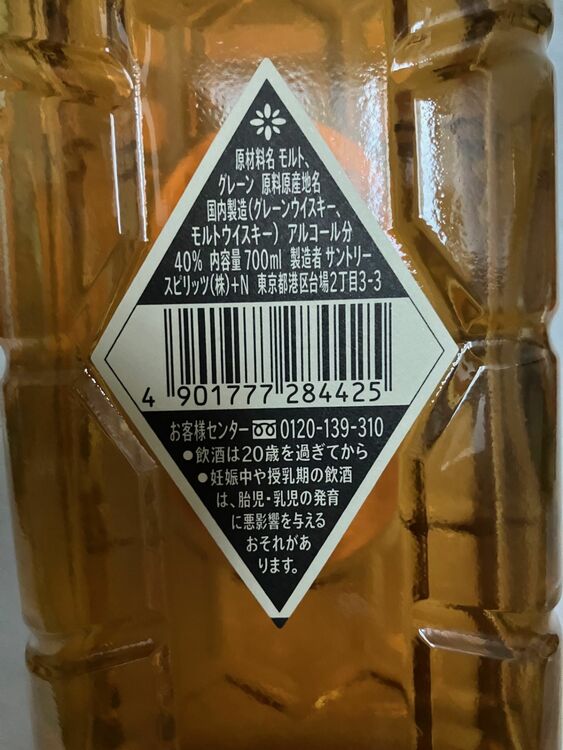 原材料名 モルト、
グレーン 原料原産地名
国内製造(グレーンウイスキー、
モルトウイスキー) アルコール分
40% 内容量 700ml 製造者 サントリー
スピリッツ(株)+N 東京都港区台場2丁目3-3
4 901777 284425
お客様センター 0120-139-310
●飲酒は20歳を過ぎてから
●妊娠中や授乳期の飲酒
は、胎児・乳児の発育
に悪影響を与える
おそれがあ
ります。